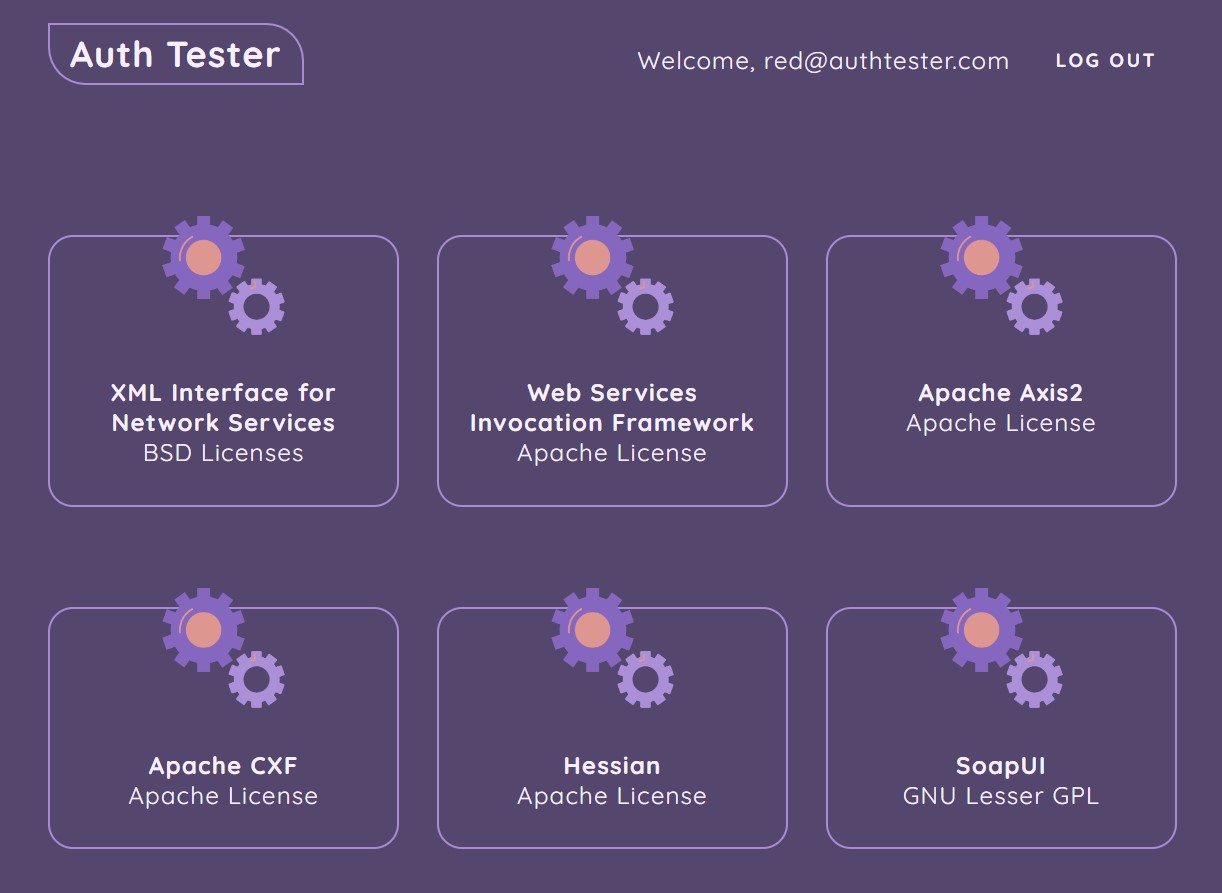 Auth Tester
Welcome, red@authtester.com
LOG OUT
XML Interface for
Network Services
BSD Licenses
Web Services
Invocation Framework
Apache License
Apache Axis2
Apache License
Apache CXF
Apache License
Hessian
Apache License
SoapUI
GNU Lesser GPL